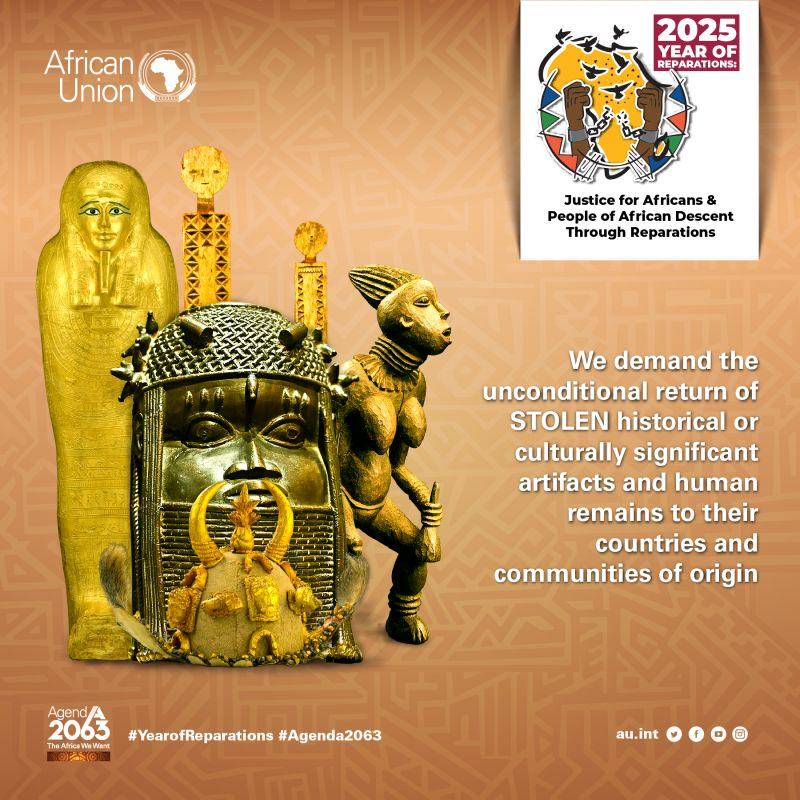 African
Union
2025
YEAR OF
REPARATIONS:
Justice for Africans &
People of African Descent
Through Reparations
We demand the
unconditional return of
STOLEN historical or
culturally significant
artifacts and human
remains to their
countries and
communities of origin
AgendA
2063
The Africa We Want
#YearofReparations #Agenda2063
au.int